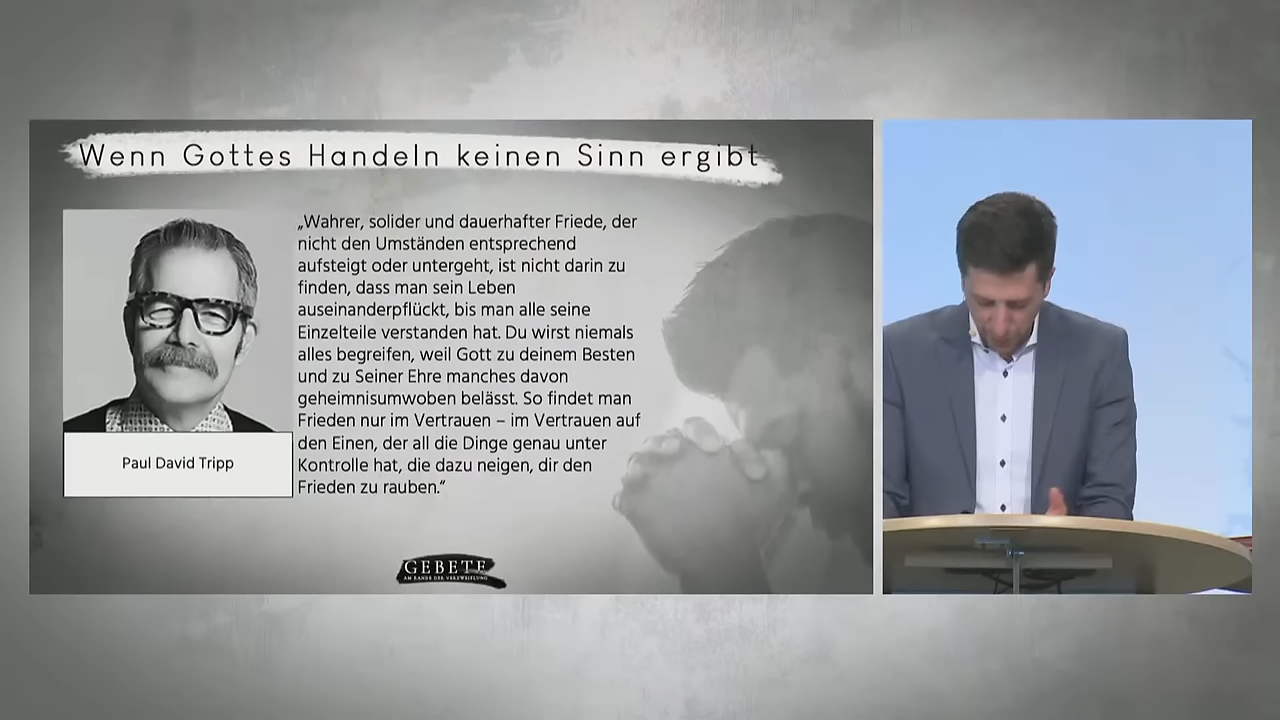 Wenn Gottes Handeln keinen Sinn ergibt
„Wahrer, solider und dauerhafter Friede, der
nicht den Umständen entsprechend
aufsteigt oder untergeht, ist nicht darin zu
finden, dass man sein Leben
auseinanderpflückt, bis man alle seine
Einzelteile verstanden hat. Du wirst niemals
alles begreifen, weil Gott zu deinem Besten
und zu Seiner Ehre manches davon
geheimnisumwoben belässt. So findet man
Frieden nur im Vertrauen – im Vertrauen auf
den Einen, der all die Dinge genau unter
Kontrolle hat, die dazu neigen, dir den
Frieden zu rauben.“
Paul David Tripp
GEBETE
AM RANDE DER VERZWEIFLUNG